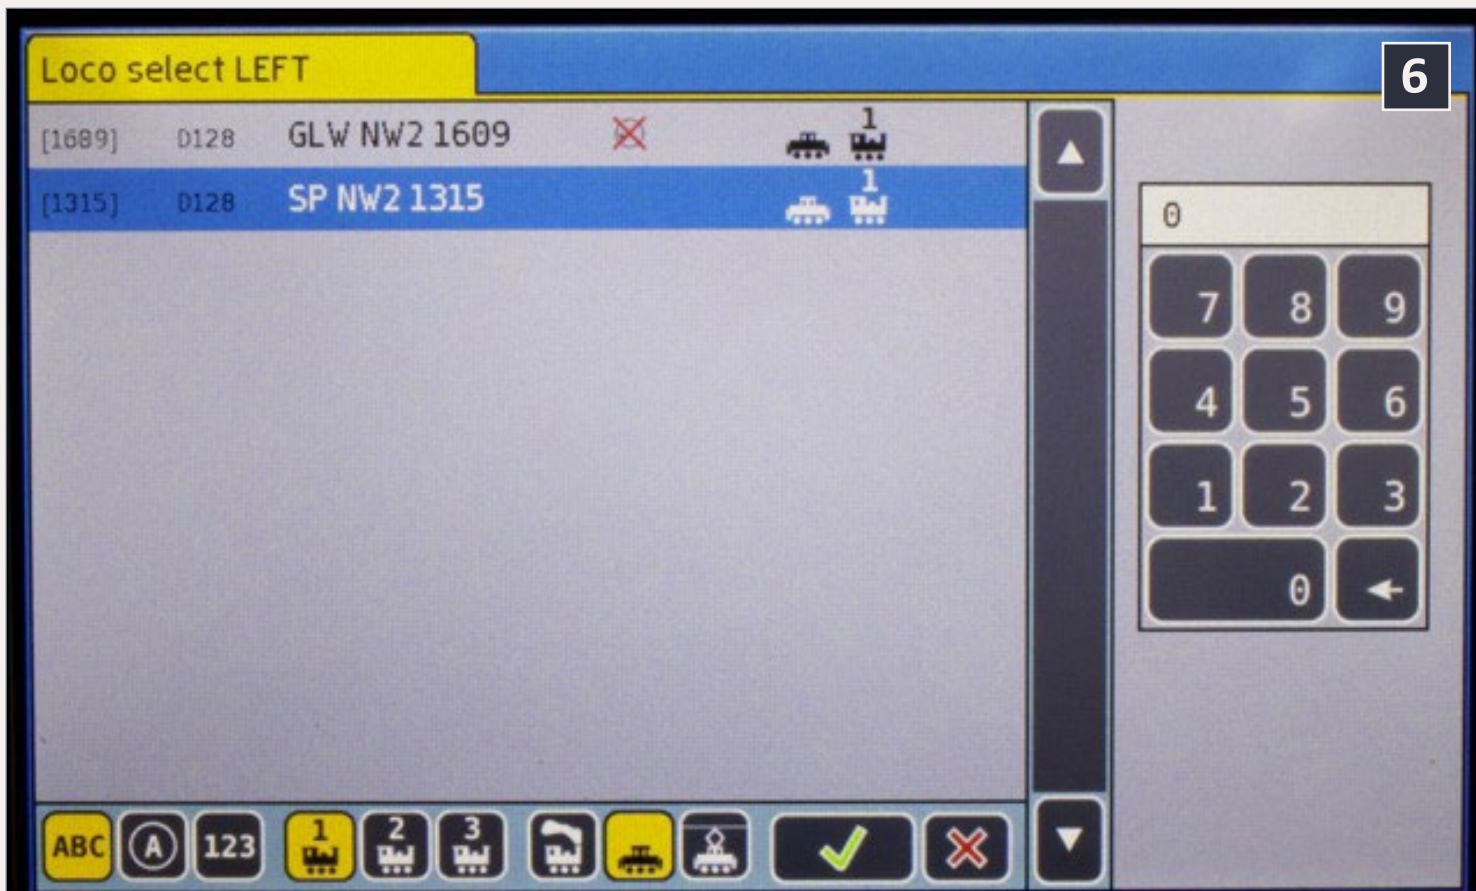 Loco select LEFT
6
[1689] D128 GLW NW2 1609 1
[1315] D128 SP NW2 1315 1
0
7 8 9
4 5 6
1 2 3
0
ABC A 123 1 2 3